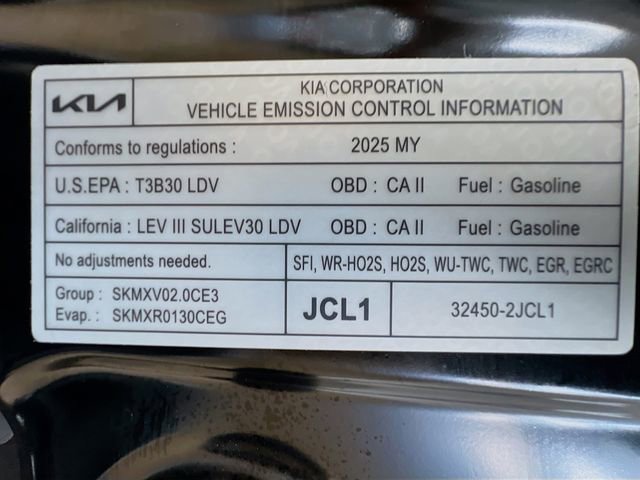 KIA
KIA CORPORATION
VEHICLE EMISSION CONTROL INFORMATION
Conforms to regulations : 2025 MY
U.S.EPA : T3B30 LDV OBD : CA II Fuel : Gasoline
California : LEV III SULEV30 LDV OBD : CA II Fuel : Gasoline
No adjustments needed. SFI, WR-HO2S, HO2S, WU-TWC, TWC, EGR, EGRC
Group : SKMXV02.0CE3
Evap. : SKMXR0130CEG
JCL1
32450-2JCL1